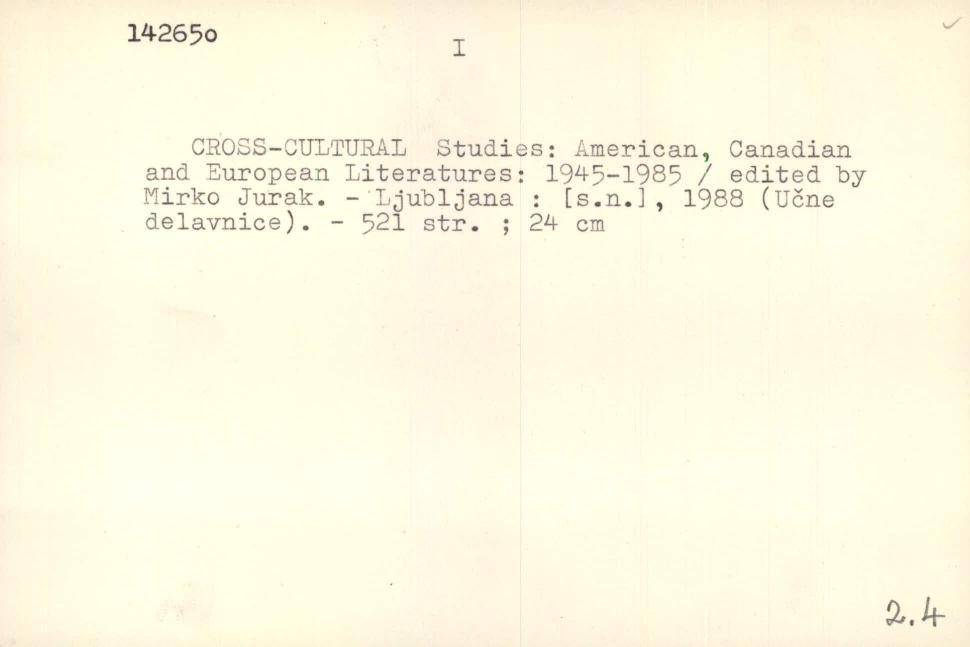 142650
I
CROSS-CULTURAL Studies: American, Canadian
and European Literatures: 1945-1985 / edited by
Mirko Jurak. - Ljubljana : [s.n.], 1988 (Učne
delavnice). - 521 str. ; 24 cm
2.4